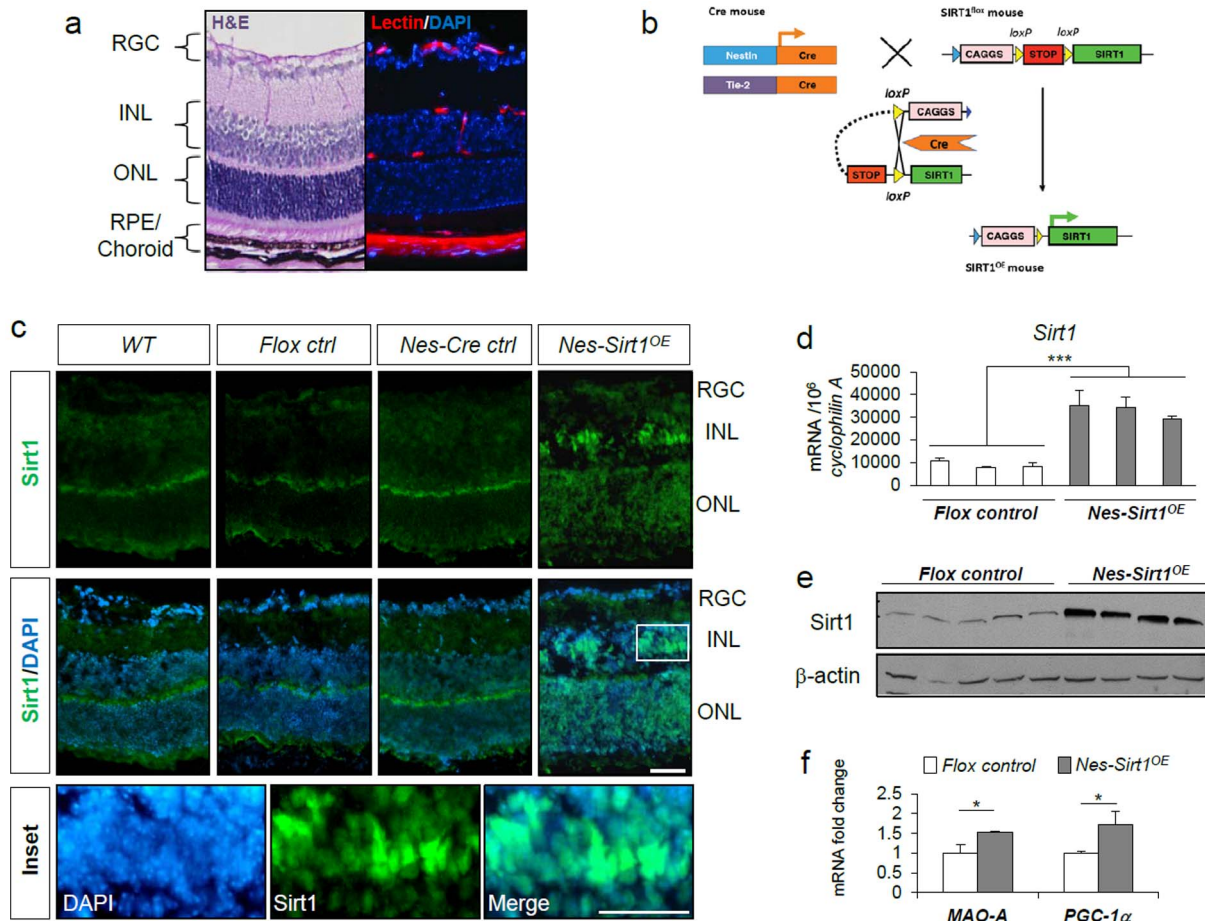 a
H&E
Lectin/DAPI
RGC
INL
ONL
RPE/
Choroid
b
Cre mouse
SIRT1flox mouse
loxP
loxP
Nestin
Cre
CAGGS
STOP
SIRT1
Tie-2
Cre
loxP
CAGGS
Cre
STOP
SIRT1
loxP
CAGGS
SIRT1
SIRT1OE mouse
c
WT
Flox ctrl
Nes-Cre ctrl
Nes-Sirt1OE
Sirt1
RGC
INL
ONL
Sirt1/DAPI
RGC
INL
ONL
Inset
DAPI
Sirt1
Merge
d
Sirt1
***
mRNA /10⁶
cyclophilin A
50000
40000
30000
20000
10000
0
Flox control
Nes-Sirt1OE
e
Flox control
Nes-Sirt1OE
Sirt1
β-actin
f
Flox control
Nes-Sirt1OE
mRNA fold change
2.5
2
1.5
1
0.5
0
*
*
MAO-A
PGC-1α